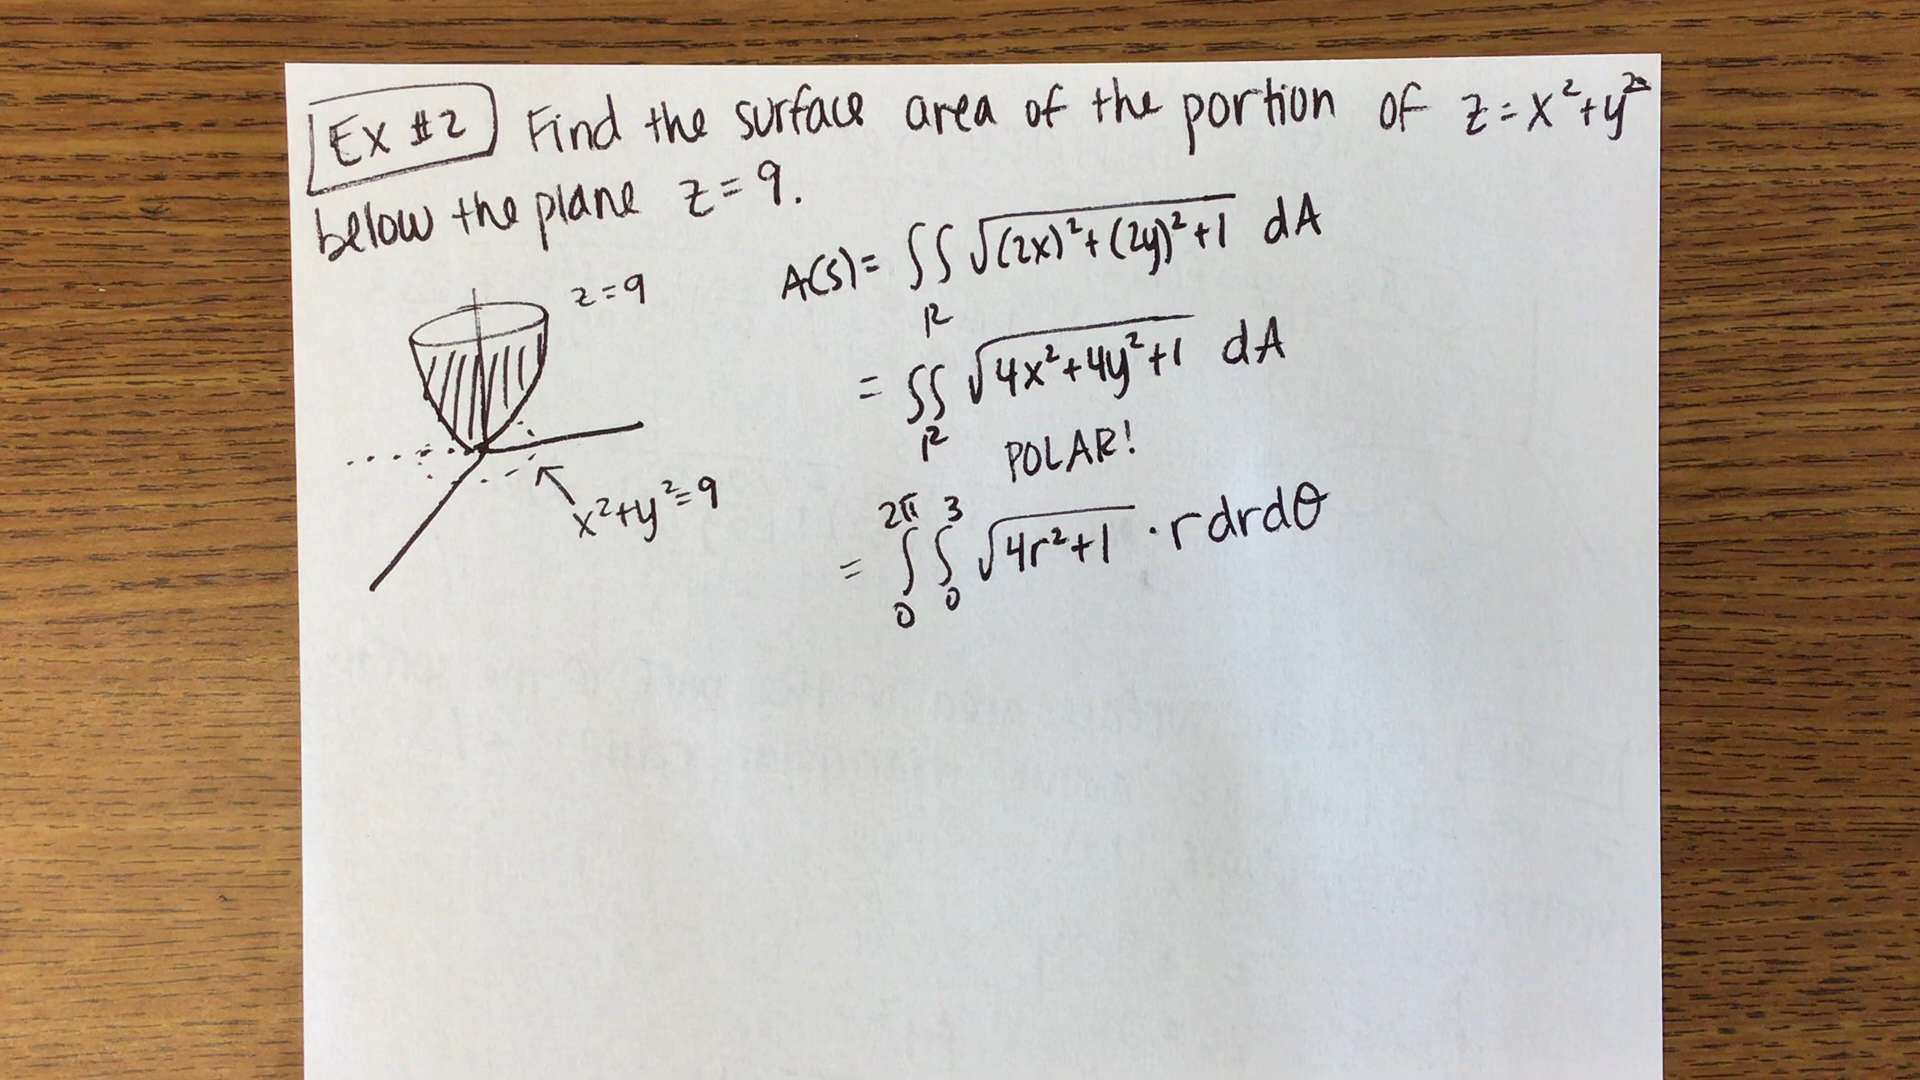 Ex #2 Find the surface area of the portion of z=x²+y²
below the plane z=9.
A(S)= ∬ √((2x)²+(2y)²+1) dA
R
z=9
= ∬ √(4x²+4y²+1) dA
R
POLAR!
x²+y²=9
= ∫₀^2π ∫₀^3 √(4r²+1) · r dr dθ